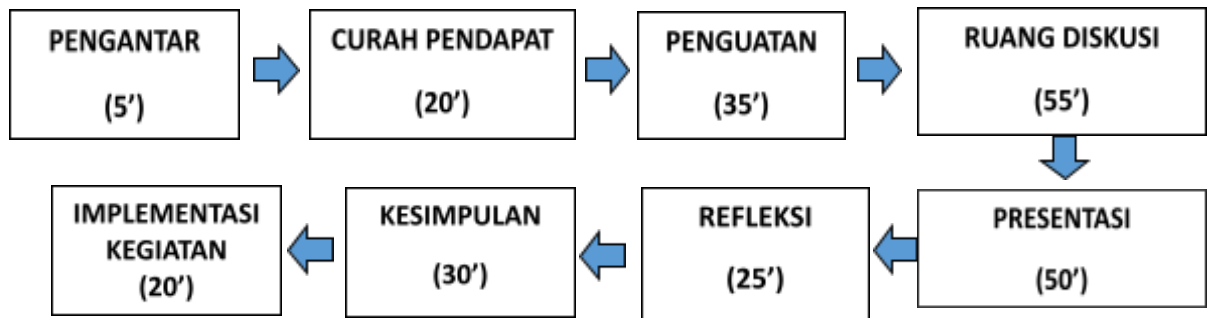 PENGANTAR
(5’)
CURAH PENDAPAT
(20’)
PENGUATAN
(35’)
RUANG DISKUSI
(55’)
PRESENTASI
(50’)
REFLEKSI
(25’)
KESIMPULAN
(30’)
IMPLEMENTASI
KEGIATAN
(20’)